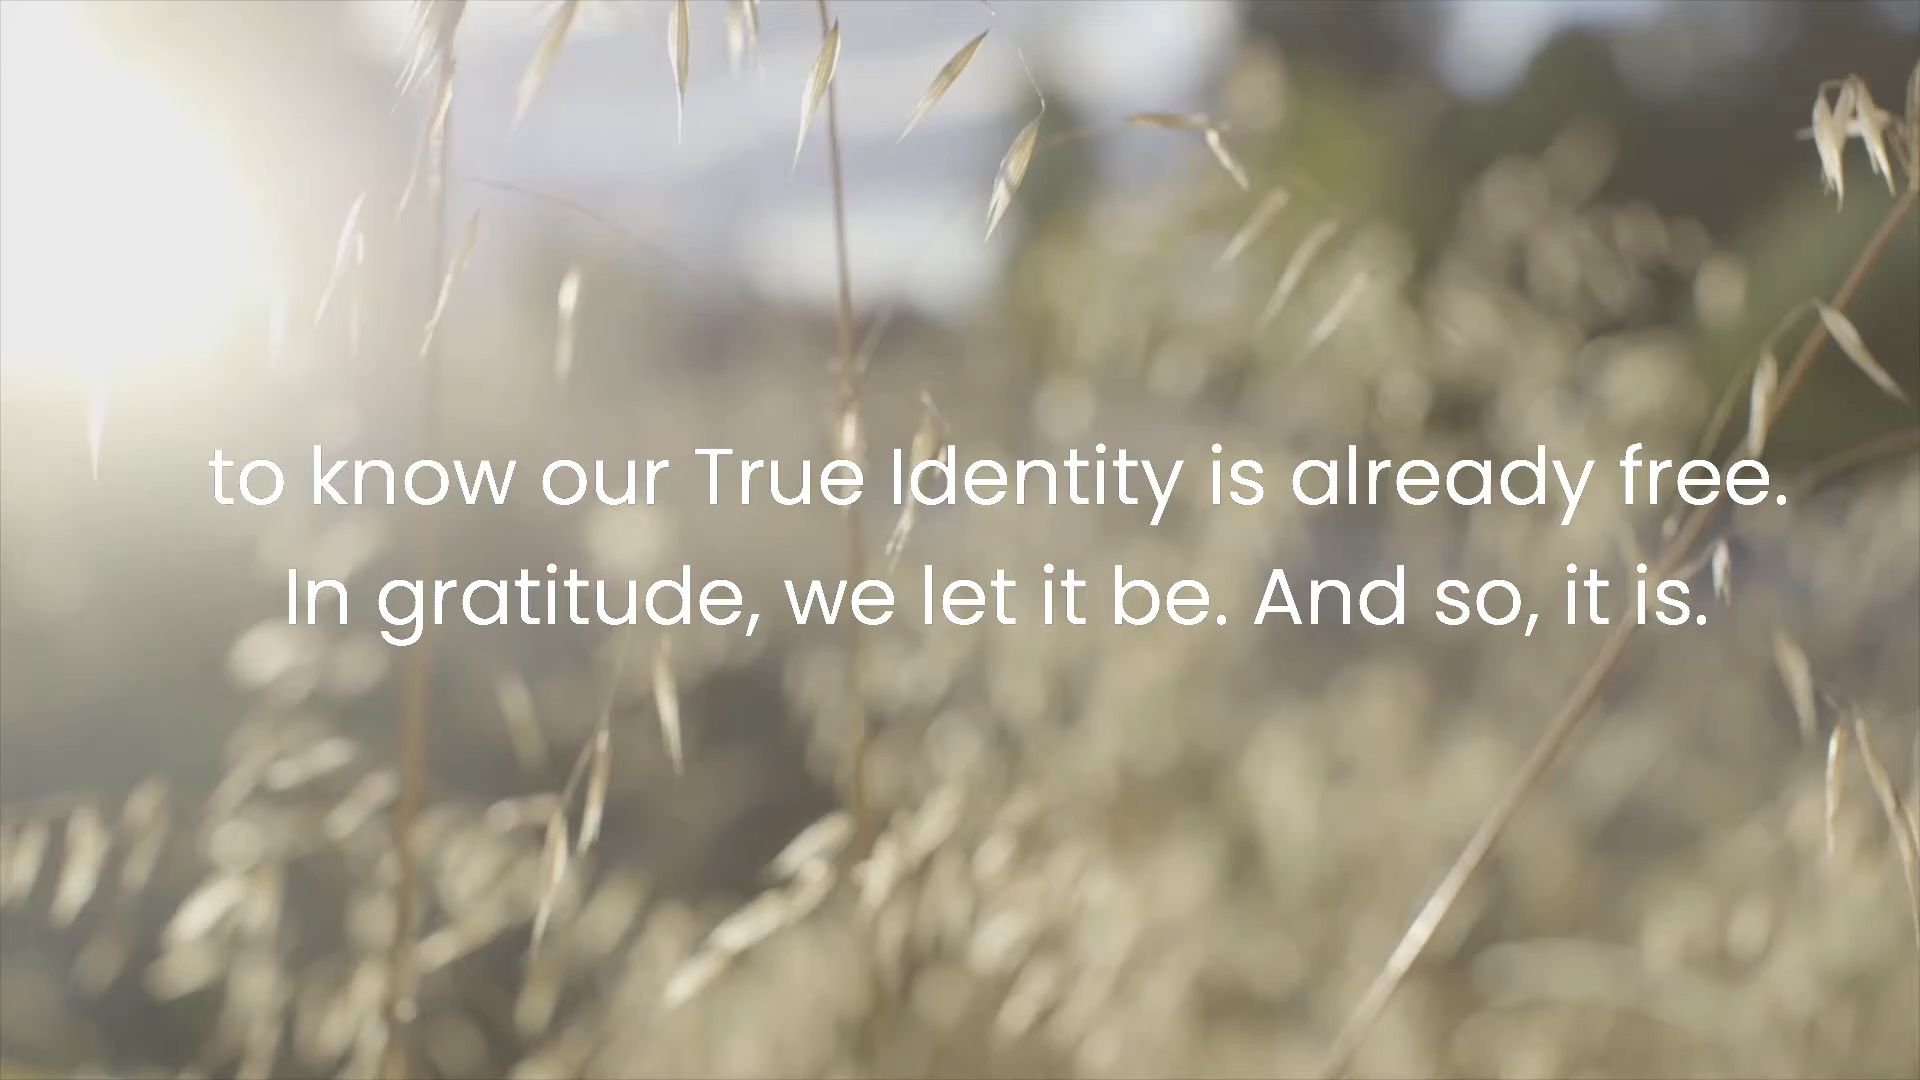 to know our True Identity is already free.
In gratitude, we let it be. And so, it is.